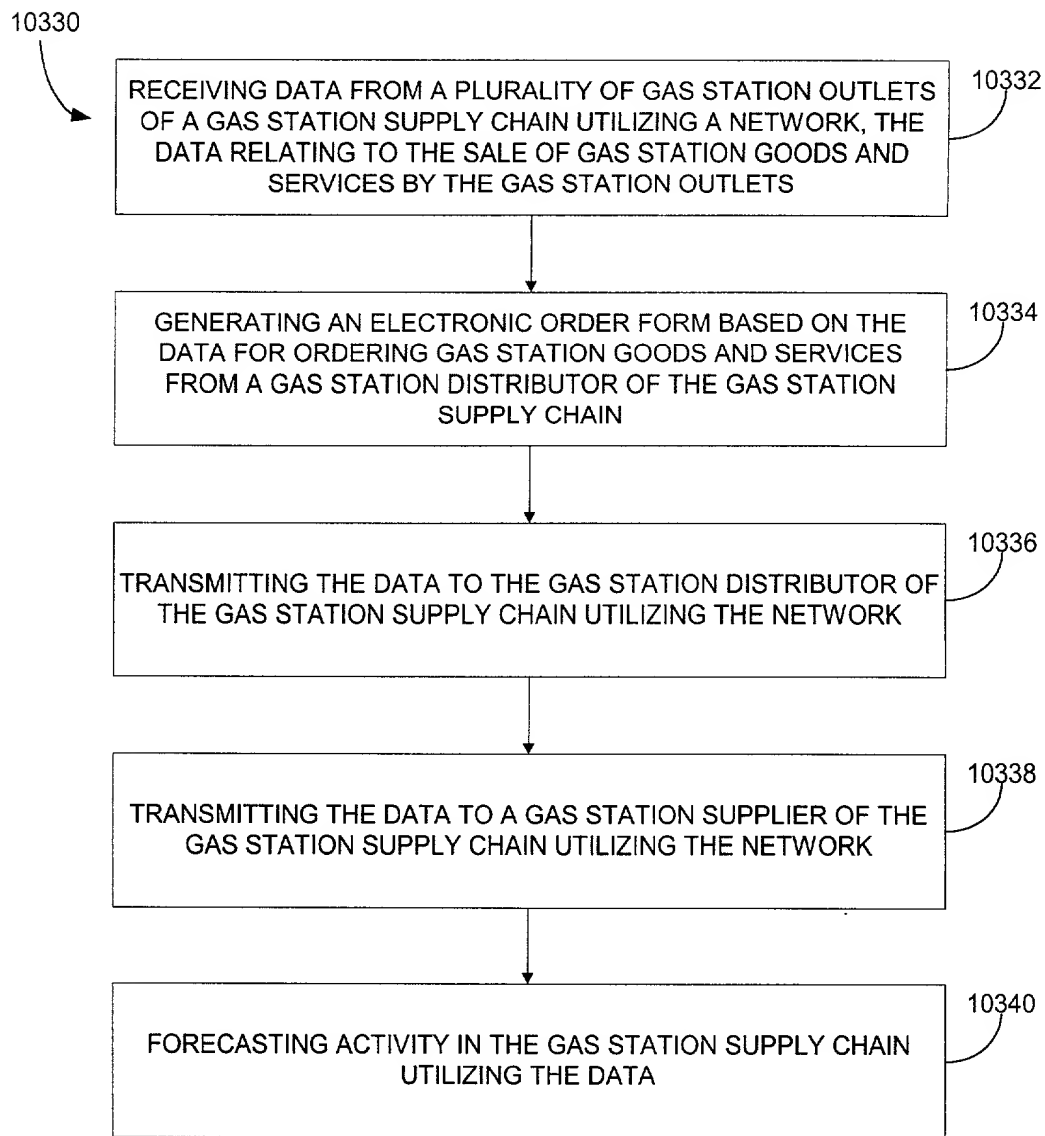 10330
10332
RECEIVING DATA FROM A PLURALITY OF GAS STATION OUTLETS
OF A GAS STATION SUPPLY CHAIN UTILIZING A NETWORK, THE
DATA RELATING TO THE SALE OF GAS STATION GOODS AND
SERVICES BY THE GAS STATION OUTLETS
10334
GENERATING AN ELECTRONIC ORDER FORM BASED ON THE
DATA FOR ORDERING GAS STATION GOODS AND SERVICES
FROM A GAS STATION DISTRIBUTOR OF THE GAS STATION
SUPPLY CHAIN
10336
TRANSMITTING THE DATA TO THE GAS STATION DISTRIBUTOR OF
THE GAS STATION SUPPLY CHAIN UTILIZING THE NETWORK
10338
TRANSMITTING THE DATA TO A GAS STATION SUPPLIER OF THE
GAS STATION SUPPLY CHAIN UTILIZING THE NETWORK
10340
FORECASTING ACTIVITY IN THE GAS STATION SUPPLY CHAIN
UTILIZING THE DATA